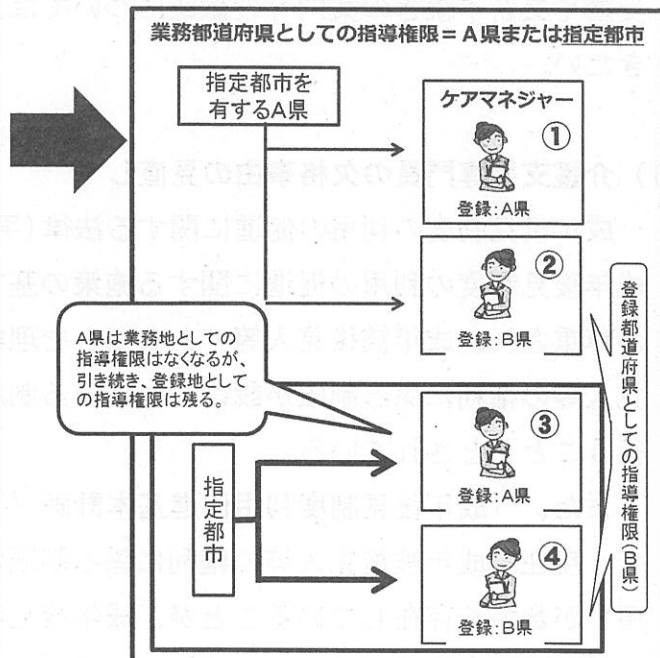 業務都道府県としての指導権限=A県または指定都市
指定都市を
有するA県
ケアマネジャー
①
登録:A県
②
登録:B県
A県は業務地としての
指導権限はなくなるが、
引き続き、登録地として
の指導権限は残る。
指定都市
③
登録:A県
④
登録:B県
登録都道府県としての指導権限(B県)